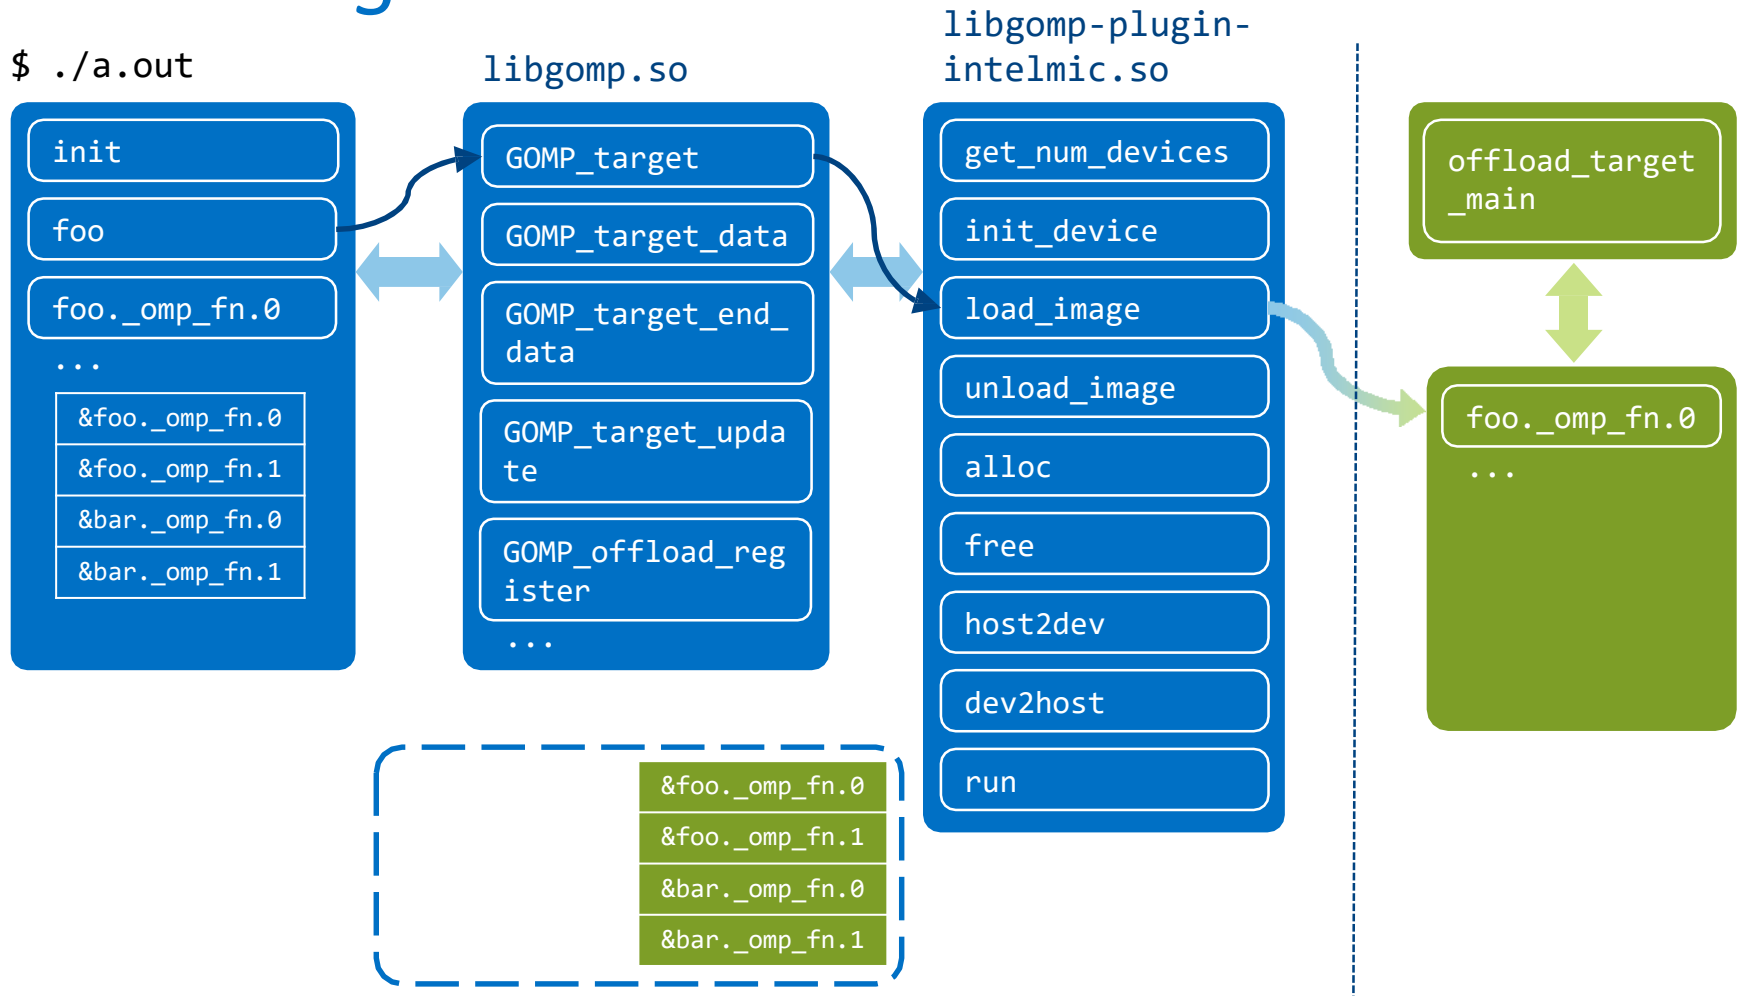 $ ./a.out
init
foo
foo._omp_fn.0
...
&foo._omp_fn.0
&foo._omp_fn.1
&bar._omp_fn.0
&bar._omp_fn.1
libgomp.so
GOMP_target
GOMP_target_data
GOMP_target_end_
data
GOMP_target_upda
te
GOMP_offload_reg
ister
...
&foo._omp_fn.0
&foo._omp_fn.1
&bar._omp_fn.0
&bar._omp_fn.1
libgomp-plugin-
intelmic.so
get_num_devices
init_device
load_image
unload_image
alloc
free
host2dev
dev2host
run
offload_target
_main
foo._omp_fn.0
...